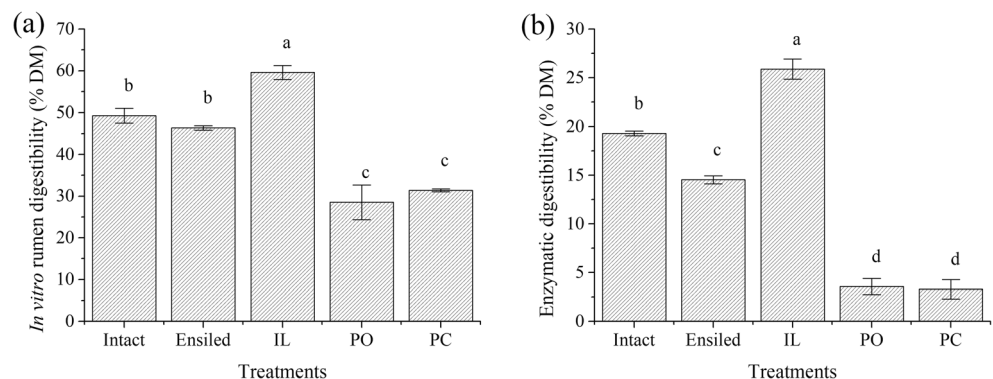 (a)
In vitro rumen digestibility (% DM)
70
60
50
40
30
20
10
0
b
b
a
c
c
Intact Ensiled IL PO PC
Treatments
(b)
Enzymatic digestibility (% DM)
30
25
20
15
10
5
0
b
c
a
d
d
Intact Ensiled IL PO PC
Treatments